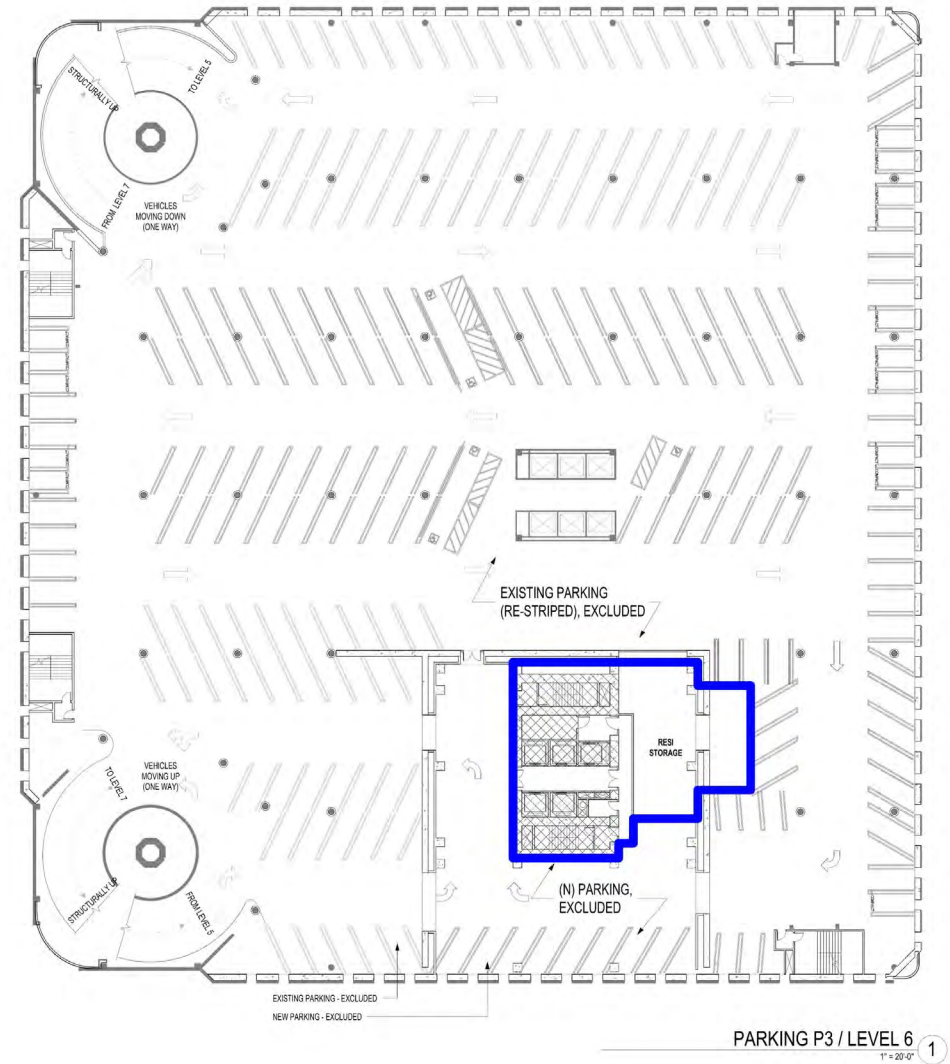 STRUCTURALLY UP
TO LEVEL 5
FROM LEVEL 7
VEHICLES
MOVING DOWN
(ONE WAY)
EXISTING PARKING
(RE-STRIPED), EXCLUDED
RESI
STORAGE
VEHICLES
MOVING UP
(ONE WAY)
TO LEVEL 7
STRUCTURALLY UP
FROM LEVEL 5
(N) PARKING,
EXCLUDED
EXISTING PARKING - EXCLUDED
NEW PARKING - EXCLUDED
PARKING P3 / LEVEL 6
1
1" = 20'-0"